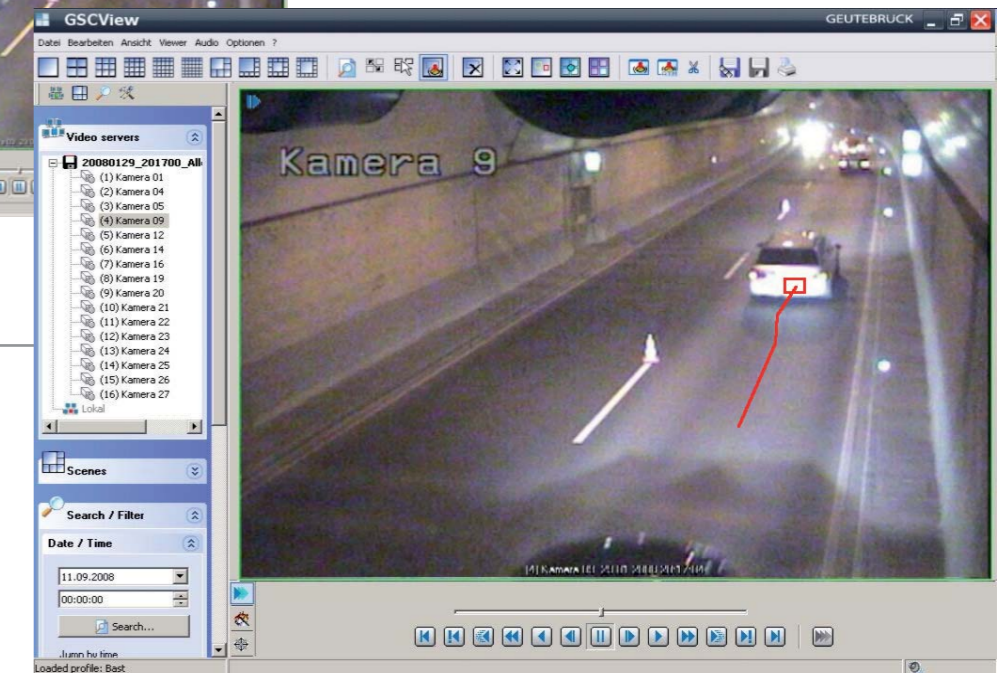 GSCView
GEUTEBRUCK
Datei Bearbeiten Ansicht Viewer Audio Optionen ?
Video servers
20080129_201700_All
(1) Kamera 01
(2) Kamera 04
(3) Kamera 05
(4) Kamera 09
(5) Kamera 12
(6) Kamera 14
(7) Kamera 16
(8) Kamera 19
(9) Kamera 20
(10) Kamera 21
(11) Kamera 22
(12) Kamera 23
(13) Kamera 24
(14) Kamera 25
(15) Kamera 26
(16) Kamera 27
Lokal
Scenes
Search / Filter
Date / Time
11.09.2008
00:00:00
Search...
Jump by time
Loaded profile: Bast
Kamera 9